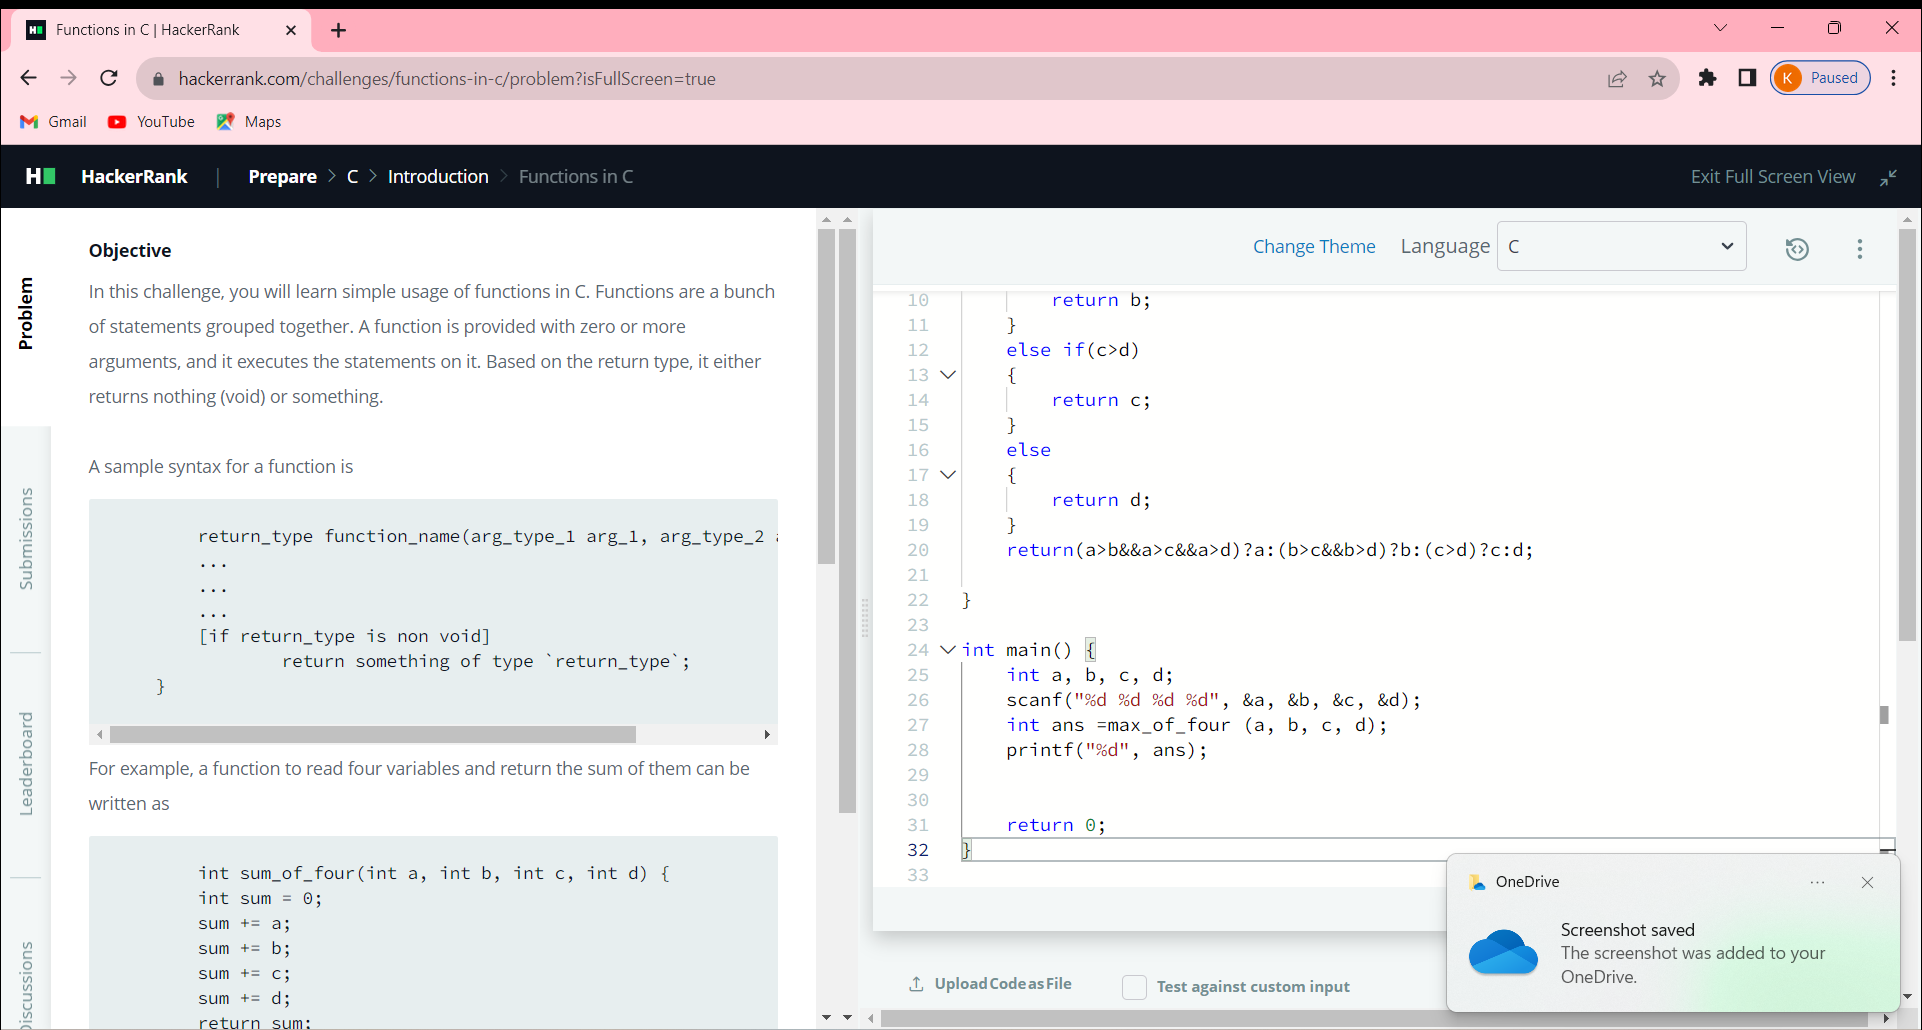 Functions in C | HackerRank
hackerrank.com/challenges/functions-in-c/problem?isFullScreen=true
K Paused
Gmail YouTube Maps
H HackerRank | Prepare > C > Introduction > Functions in C
Exit Full Screen View
Problem
Submissions
Leaderboard
Discussions
Objective
In this challenge, you will learn simple usage of functions in C. Functions are a bunch
of statements grouped together. A function is provided with zero or more
arguments, and it executes the statements on it. Based on the return type, it either
returns nothing (void) or something.
A sample syntax for a function is
return_type function_name(arg_type_1 arg_1, arg_type_2 a
...
...
...
[if return_type is non void]
return something of type `return_type`;
}
For example, a function to read four variables and return the sum of them can be
written as
int sum_of_four(int a, int b, int c, int d) {
int sum = 0;
sum += a;
sum += b;
sum += c;
sum += d;
return sum;
Change Theme Language C
10 return b;
11 }
12 else if(c>d)
13 {
14 return c;
15 }
16 else
17 {
18 return d;
19 }
20 return(a>b&&a>c&&a>d)?a:(b>c&&b>d)?b:(c>d)?c:d;
21
22 }
23
24 int main() {
25 int a, b, c, d;
26 scanf("%d %d %d %d", &a, &b, &c, &d);
27 int ans =max_of_four (a, b, c, d);
28 printf("%d", ans);
29
30
31 return 0;
32 }
33
Upload Code as File Test against custom input
OneDrive
Screenshot saved
The screenshot was added to your
OneDrive.